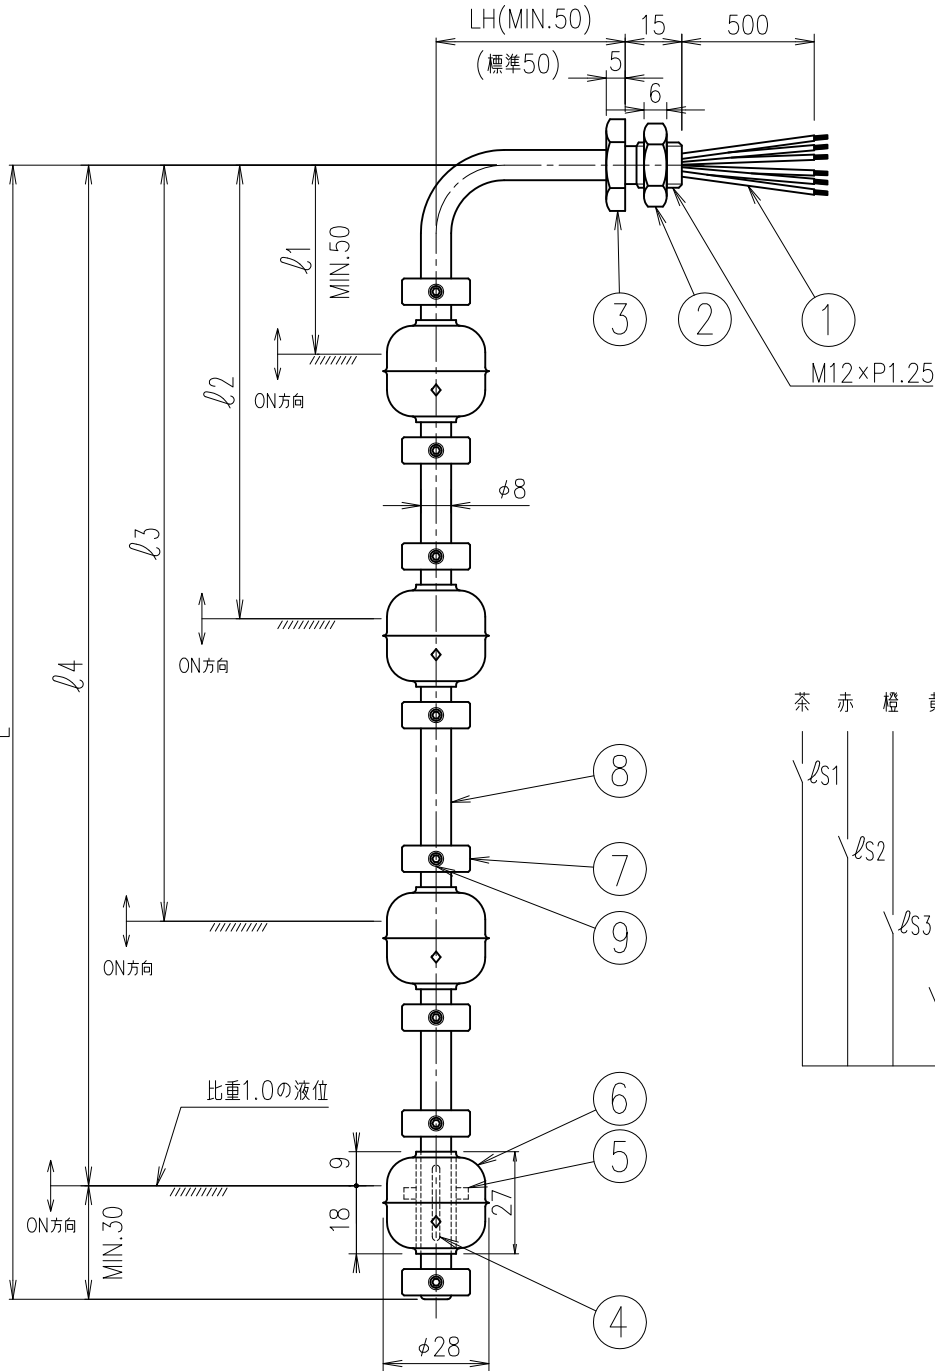 LH(MIN.50)
15
500
(標準50)
5
6
ℓ1
MIN.50
③
②
①
M12×P1.25
ON方向
ℓ2
φ8
ℓ3
ON方向
ℓ4
茶 赤 橙
L
ℓS1
⑧
ℓS2
⑦
ℓS3
⑨
ON方向
比重1.0の液位
⑥
⑤
9
27
18
ON方向
MIN.30
④
φ28